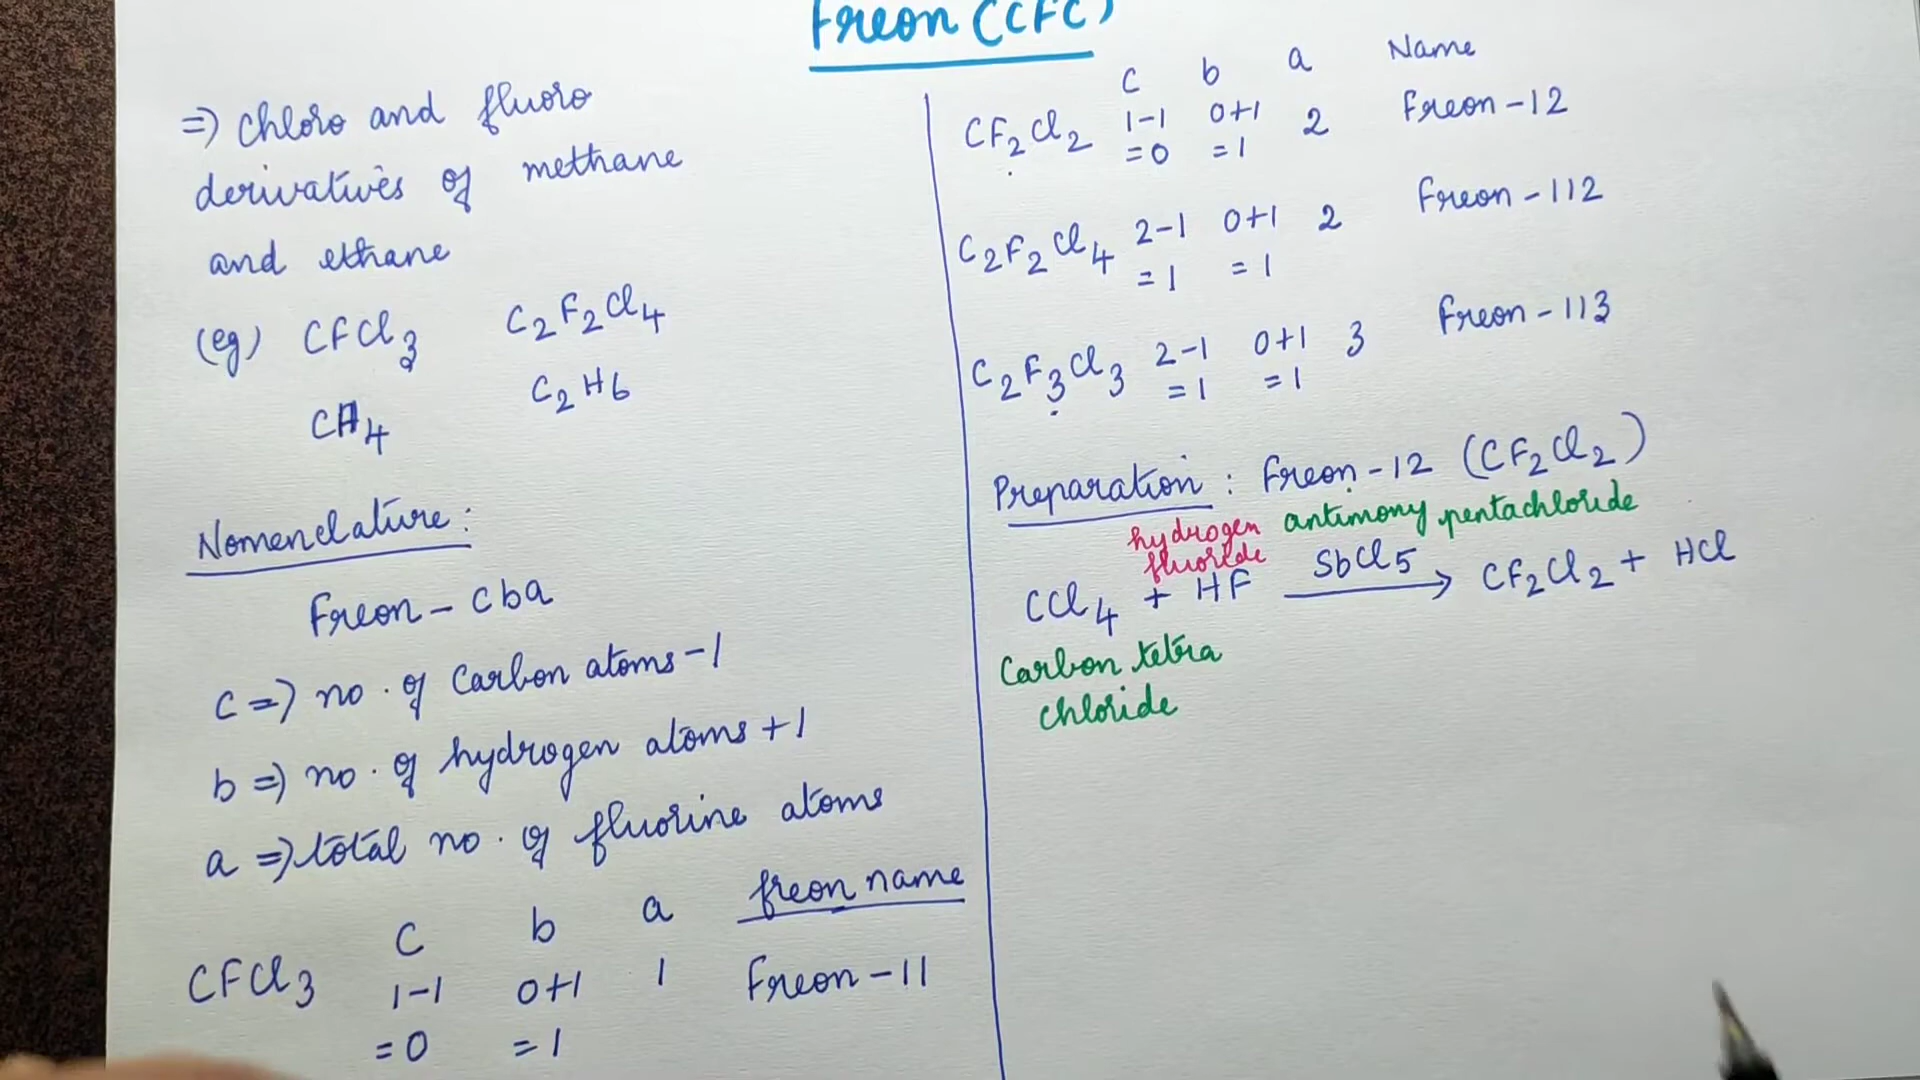 Freon (CFC)
=> Chloro and fluoro
derivatives of methane
and ethane
(eg) CFCl3 C2F2Cl4
CH4 C2H6
Nomenclature:
Freon - cba
c => no. of Carbon atoms - 1
b => no. of hydrogen atoms + 1
a => total no. of fluorine atoms
c b a freon name
CFCl3 1-1 0+1 1 Freon - 11
=0 =1
c b a Name
CF2Cl2 1-1 0+1 2 Freon - 12
=0 =1
C2F2Cl4 2-1 0+1 2 Freon - 112
=1 =1
C2F3Cl3 2-1 0+1 3 Freon - 113
=1 =1
Preparation : Freon - 12 (CF2Cl2)
hydrogen antimony pentachloride
fluoride SbCl5
CCl4 + HF ⟶ CF2Cl2 + HCl
Carbon tetra
chloride